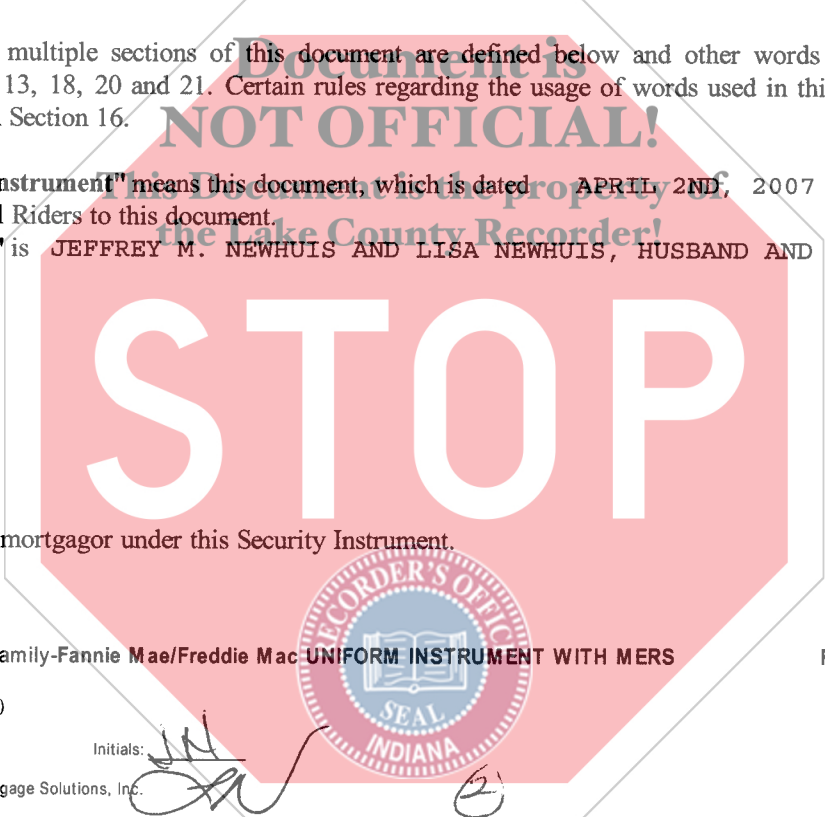 multiple sections of this document are defined below and other words
Document is
13, 18, 20 and 21. Certain rules regarding the usage of words used in thi
Section 16.
NOT OFFICIAL!
nstrument" means this document, which is dated APRIL 2ND, 2007
This Document is the property of
l Riders to this document.
the Lake County Recorder!
" is JEFFREY M. NEWHUIS AND LISA NEWHUIS, HUSBAND AND
STOP
mortgagor under this Security Instrument.
RECORDER'S OFFICE
amily-Fannie Mae/Freddie Mac UNIFORM INSTRUMENT WITH MERS
)
SEAL
INDIANA
Initials: JN
gage Solutions, Inc. LN
2